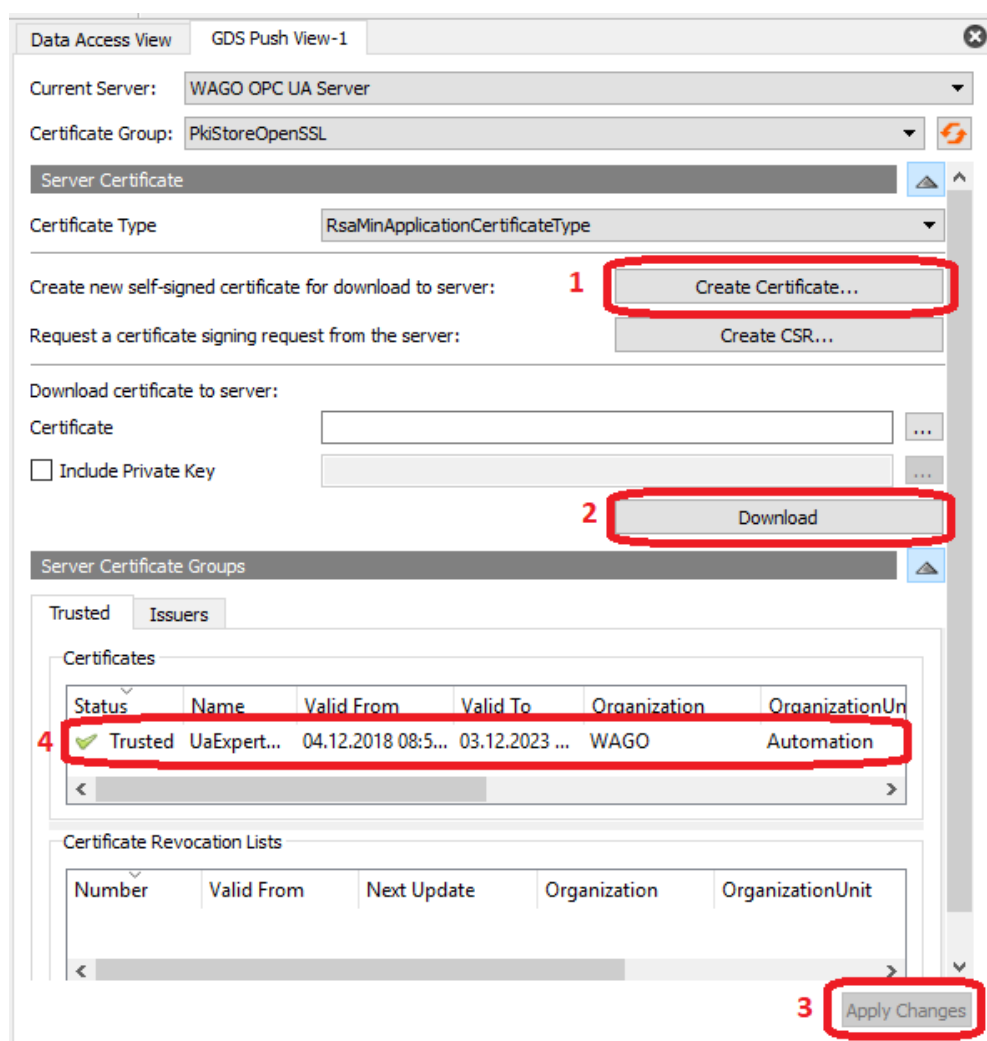 Data Access View GDS Push View-1
Current Server: WAGO OPC UA Server
Certificate Group: PkiStoreOpenSSL
Server Certificate
Certificate Type RsaMinApplicationCertificateType
Create new self-signed certificate for download to server: 1 Create Certificate...
Request a certificate signing request from the server: Create CSR...
Download certificate to server:
Certificate ...
Include Private Key ...
2 Download
Server Certificate Groups
Trusted Issuers
Certificates
Status Name Valid From Valid To Organization OrganizationUn
4 Trusted UaExpert... 04.12.2018 08:5... 03.12.2023 ... WAGO Automation
Certificate Revocation Lists
Number Valid From Next Update Organization OrganizationUnit
3 Apply Changes